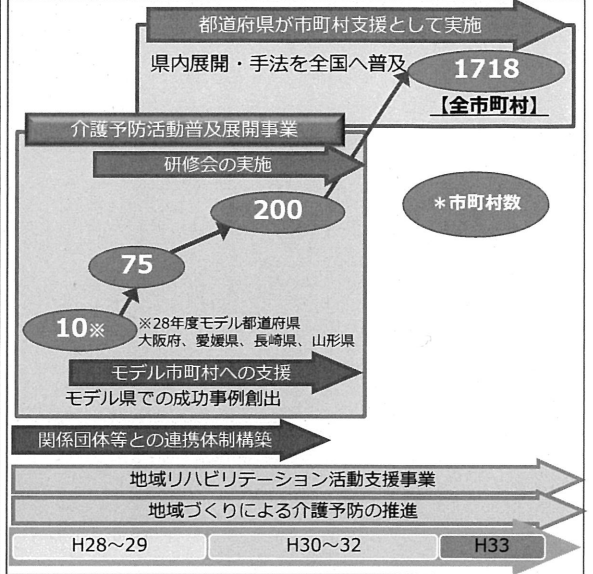 都道府県が市町村支援として実施
県内展開・手法を全国へ普及
1718
【全市町村】
介護予防活動普及展開事業
研修会の実施
200
＊市町村数
75
10※
※28年度モデル都道府県
大阪府、愛媛県、長崎県、山形県
モデル市町村への支援
モデル県での成功事例創出
関係団体等との連携体制構築
地域リハビリテーション活動支援事業
地域づくりによる介護予防の推進
H28～29
H30～32
H33